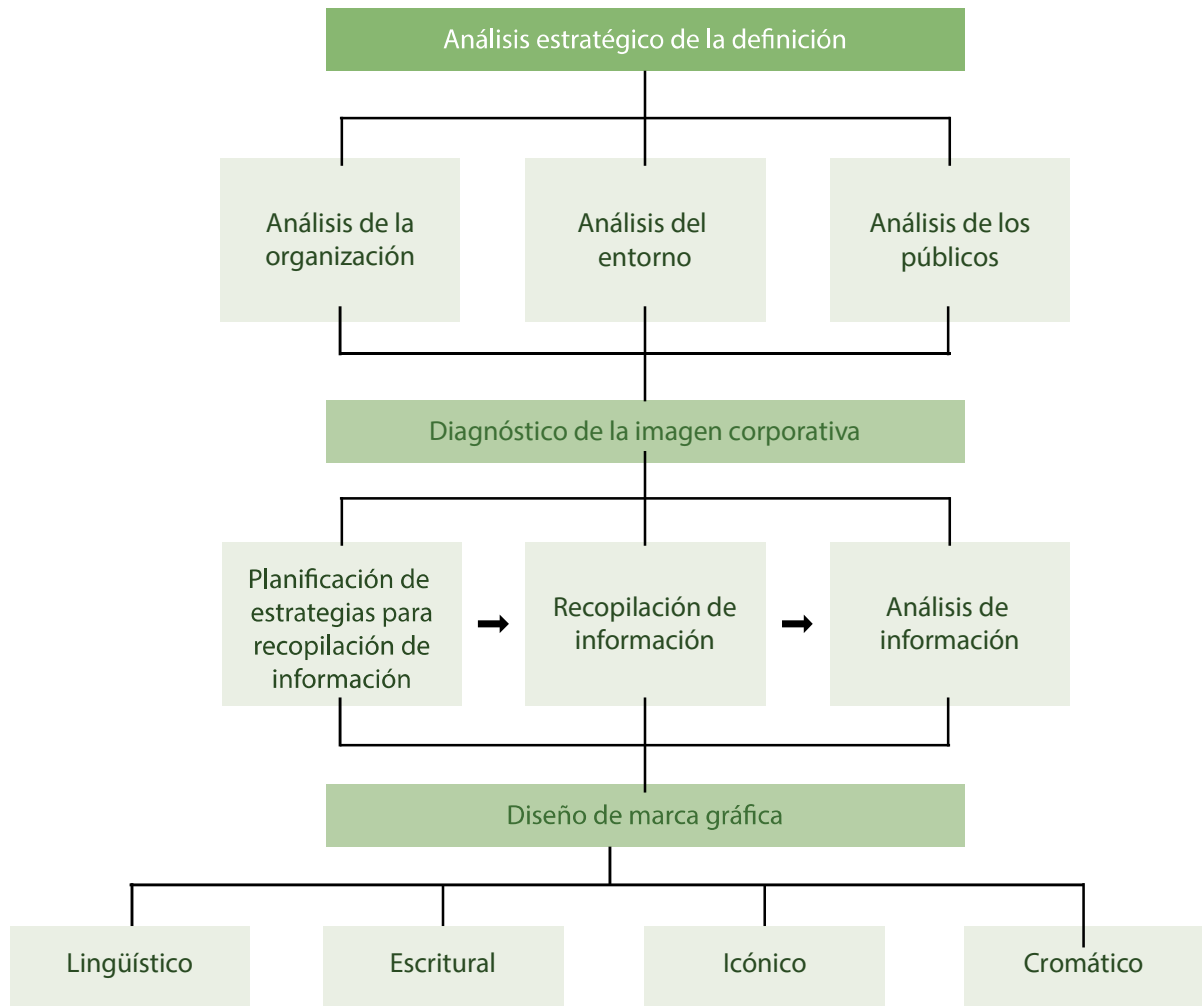 Análisis estratégico de la definición
Análisis de la
organización
Análisis del
entorno
Análisis de los
públicos
Diagnóstico de la imagen corporativa
Planificación de
estrategias para
recopilación de
información
Recopilación de
información
Análisis de
información
Diseño de marca gráfica
Lingüístico
Escritural
Icónico
Cromático